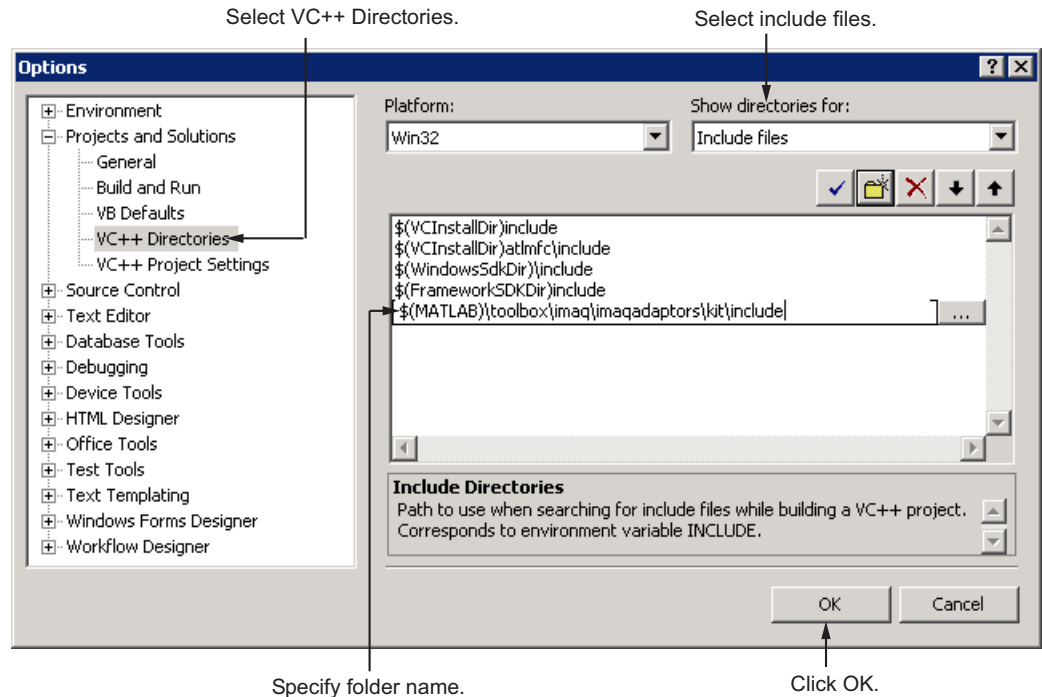 Select VC++ Directories.
Select include files.
Options
Environment
Projects and Solutions
General
Build and Run
VB Defaults
VC++ Directories
VC++ Project Settings
Source Control
Text Editor
Database Tools
Debugging
Device Tools
HTML Designer
Office Tools
Test Tools
Text Templating
Windows Forms Designer
Workflow Designer
Platform:
Win32
Show directories for:
Include files
$(VCInstallDir)include
$(VCInstallDir)atlmfc\include
$(WindowsSdkDir)\include
$(FrameworkSDKDir)include
$(MATLAB)\toolbox\imaq\imaqadaptors\kit\include
...
Include Directories
Path to use when searching for include files while building a VC++ project.
Corresponds to environment variable INCLUDE.
OK
Cancel
Specify folder name.
Click OK.